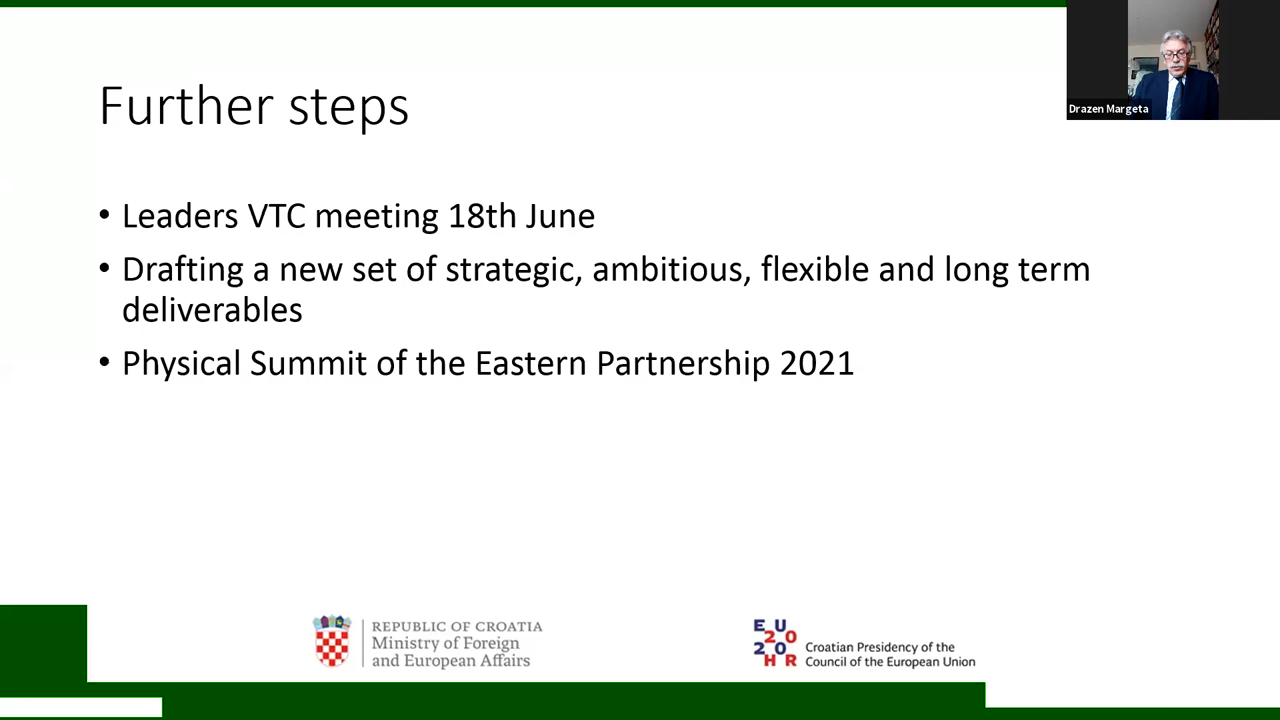 Drazen Margeta
Further steps
• Leaders VTC meeting 18th June
• Drafting a new set of strategic, ambitious, flexible and long term
deliverables
• Physical Summit of the Eastern Partnership 2021
REPUBLIC OF CROATIA
Ministry of Foreign
and European Affairs
EU
20
20
HR
Croatian Presidency of the
Council of the European Union